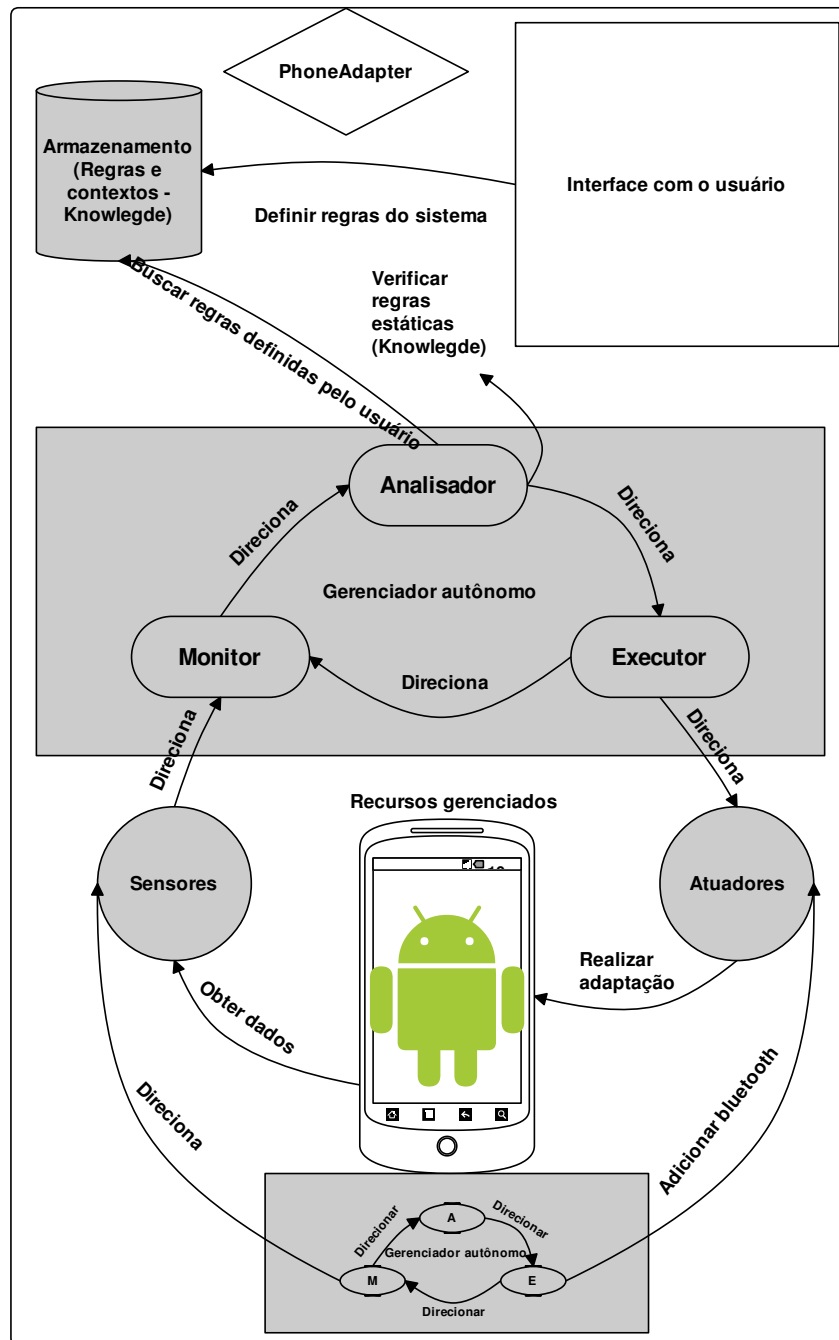 PhoneAdapter
Armazenamento
(Regras e
contextos -
Knowlegde)
Interface com o usuário
Definir regras do sistema
Buscar regras definidas pelo usuário
Verificar
regras
estáticas
(Knowlegde)
Analisador
Direciona
Direciona
Gerenciador autônomo
Monitor
Executor
Direciona
Direciona
Direciona
Recursos gerenciados
Sensores
Atuadores
Realizar
adaptação
Obter dados
Direciona
Adicionar bluetooth
A
Direcionar
Direcionar
Gerenciador autônomo
M
E
Direcionar